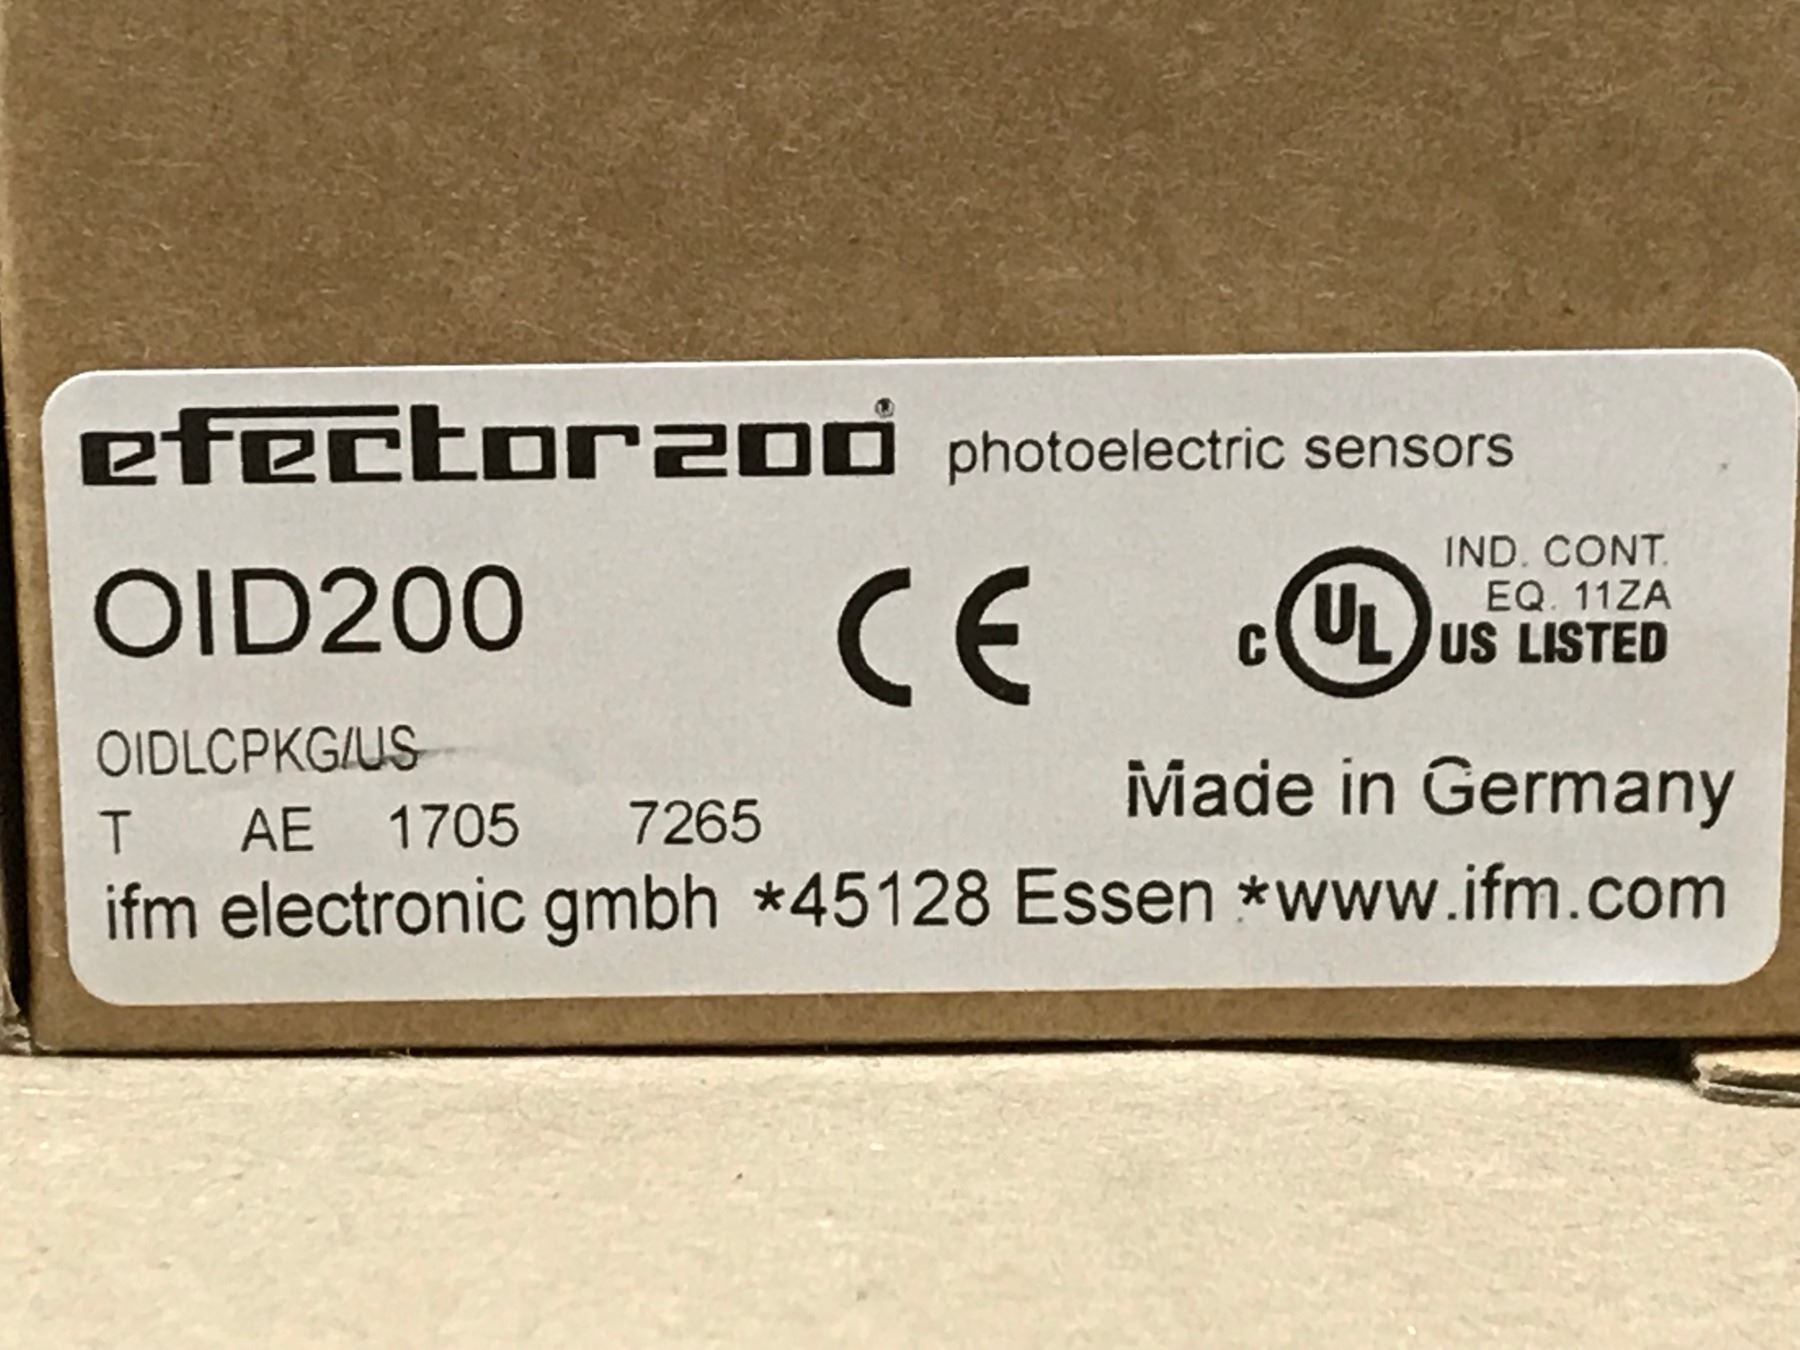 efector200® photoelectric sensors
OID200
CE
IND. CONT.
EQ. 11ZA
C UL US LISTED
OIDLCPKG/US
Made in Germany
T AE 1705 7265
ifm electronic gmbh *45128 Essen *www.ifm.com